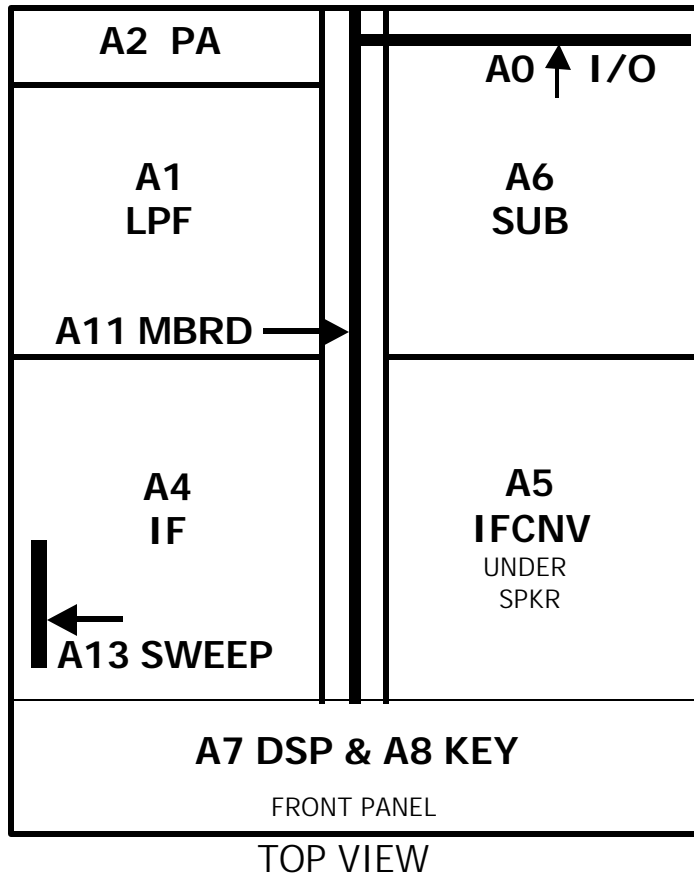 A2 PA
A0 I/O
A1
LPF
A6
SUB
A11 MBRD
A4
IF
A5
IFCNV
UNDER
SPKR
A13 SWEEP
A7 DSP & A8 KEY
FRONT PANEL
TOP VIEW